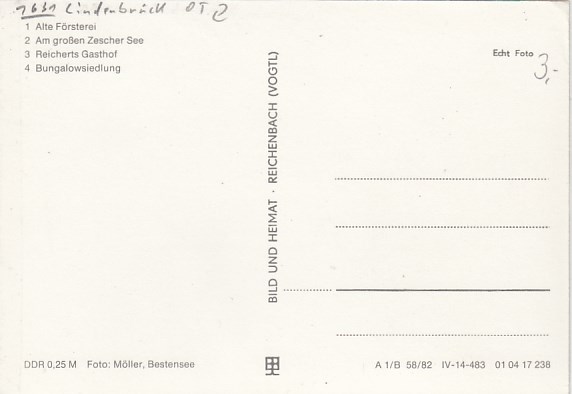 1631 Lindenbrück OT Z
1 Alte Försterei
2 Am großen Zescher See
3 Reicherts Gasthof
4 Bungalowsiedlung
Echt Foto
3,-
BILD UND HEIMAT · REICHENBACH (VOGTL)
DDR 0,25 M Foto: Möller, Bestensee
A 1/B 58/82 IV-14-483 01 04 17 238